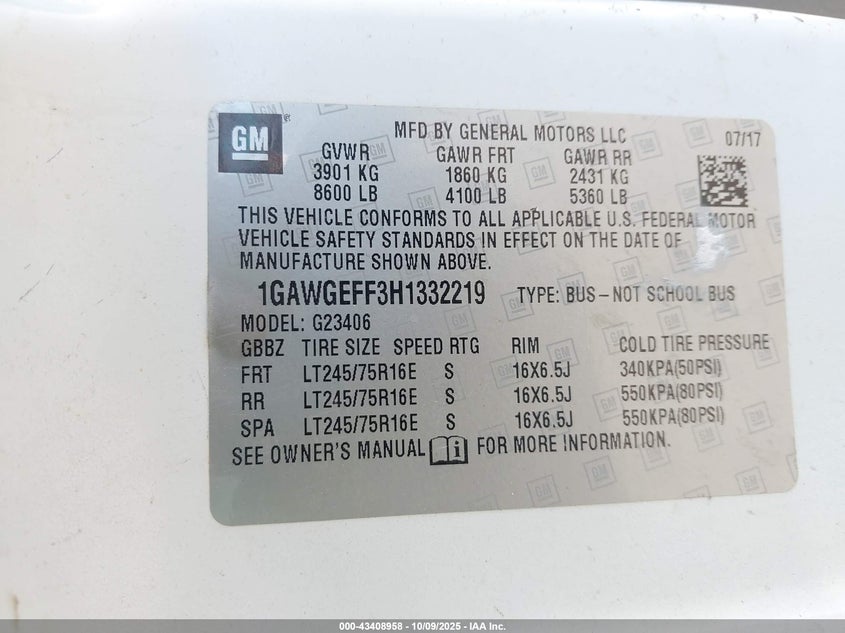 GM ®
MFD BY GENERAL MOTORS LLC 07/17
GVWR GAWR FRT GAWR RR
3901 KG 1860 KG 2431 KG
8600 LB 4100 LB 5360 LB
THIS VEHICLE CONFORMS TO ALL APPLICABLE U.S. FEDERAL MOTOR
VEHICLE SAFETY STANDARDS IN EFFECT ON THE DATE OF
MANUFACTURE SHOWN ABOVE.
1GAWGEFF3H1332219 TYPE: BUS – NOT SCHOOL BUS
MODEL: G23406
GBBZ TIRE SIZE SPEED RTG RIM COLD TIRE PRESSURE
FRT LT245/75R16E S 16X6.5J 340KPA(50PSI)
RR LT245/75R16E S 16X6.5J 550KPA(80PSI)
SPA LT245/75R16E S 16X6.5J 550KPA(80PSI)
SEE OWNER'S MANUAL i FOR MORE INFORMATION.
000-43408958 - 10/09/2025 - IAA Inc.